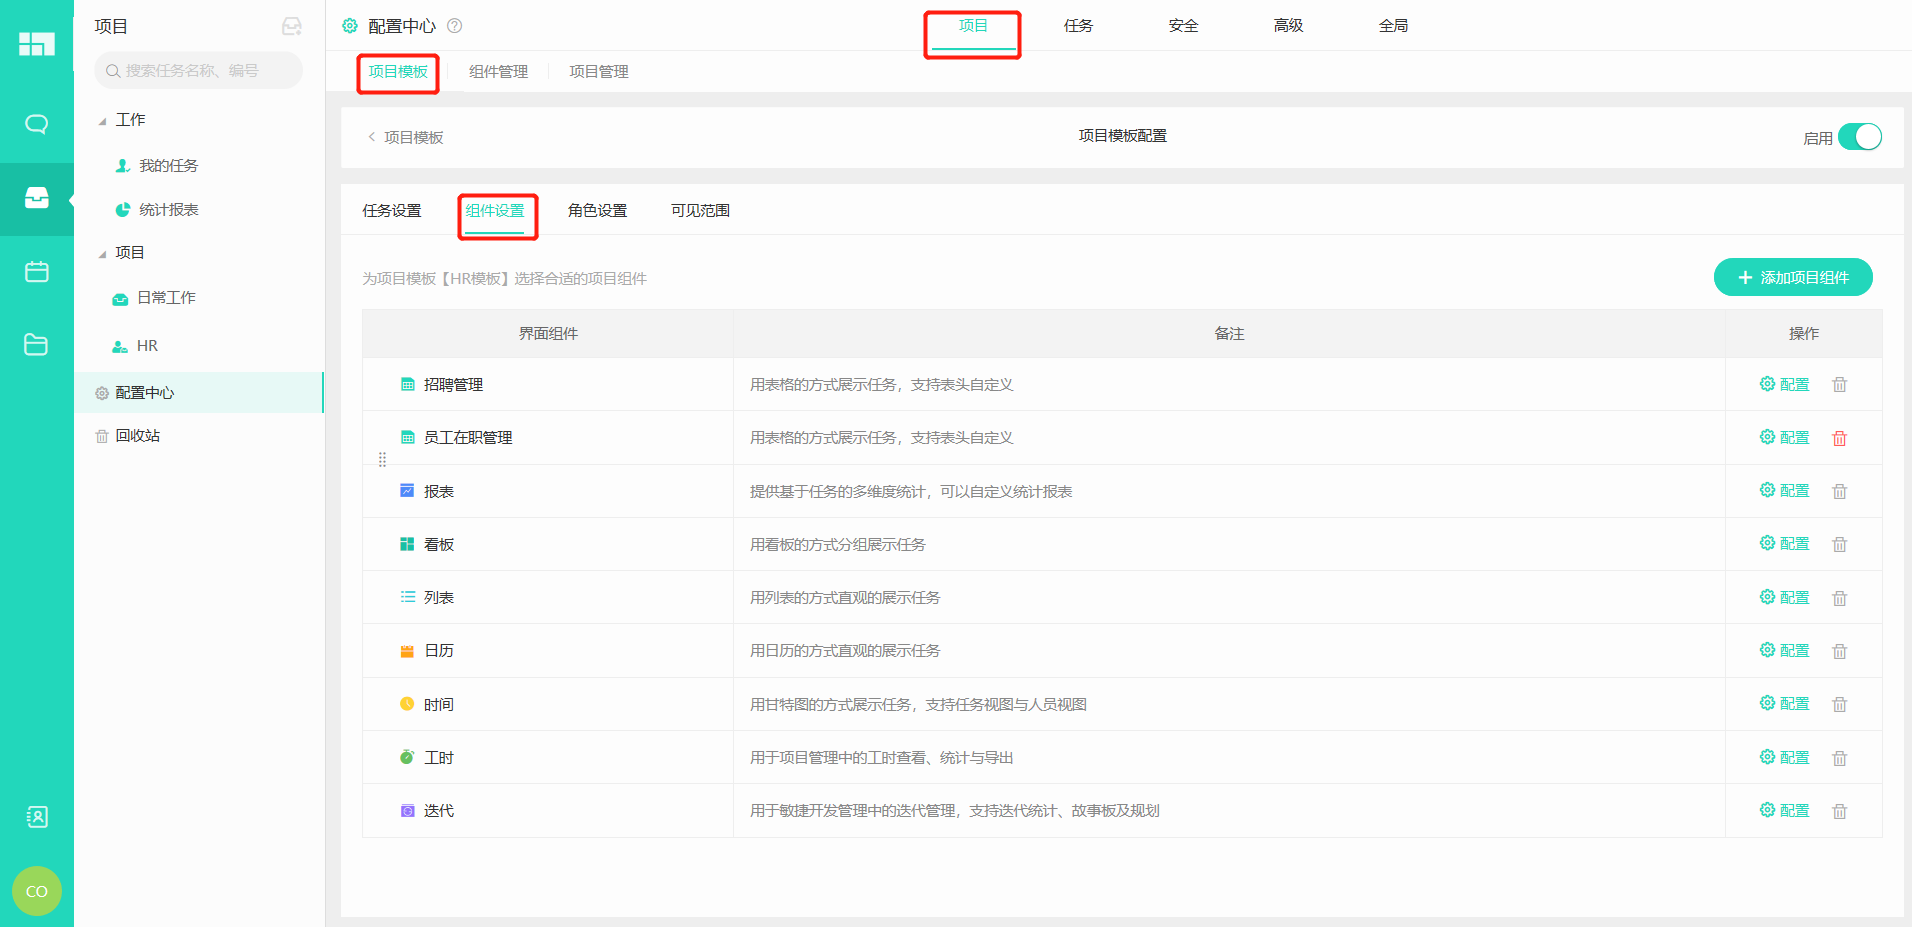 项目
搜索任务名称、编号
工作
我的任务
统计报表
项目
日常工作
HR
配置中心
回收站
CO
配置中心 ?
项目 任务 安全 高级 全局
项目模板 组件管理 项目管理
< 项目模板 项目模板配置 启用
任务设置 组件设置 角色设置 可见范围
为项目模板【HR模板】选择合适的项目组件 + 添加项目组件
界面组件 备注 操作
招聘管理 用表格的方式展示任务，支持表头自定义 配置
员工在职管理 用表格的方式展示任务，支持表头自定义 配置
报表 提供基于任务的多维度统计，可以自定义统计报表 配置
看板 用看板的方式分组展示任务 配置
列表 用列表的方式直观的展示任务 配置
日历 用日历的方式直观的展示任务 配置
时间 用甘特图的方式展示任务，支持任务视图与人员视图 配置
工时 用于项目管理中的工时查看、统计与导出 配置
迭代 用于敏捷开发管理中的迭代管理，支持迭代统计、故事板及规划 配置